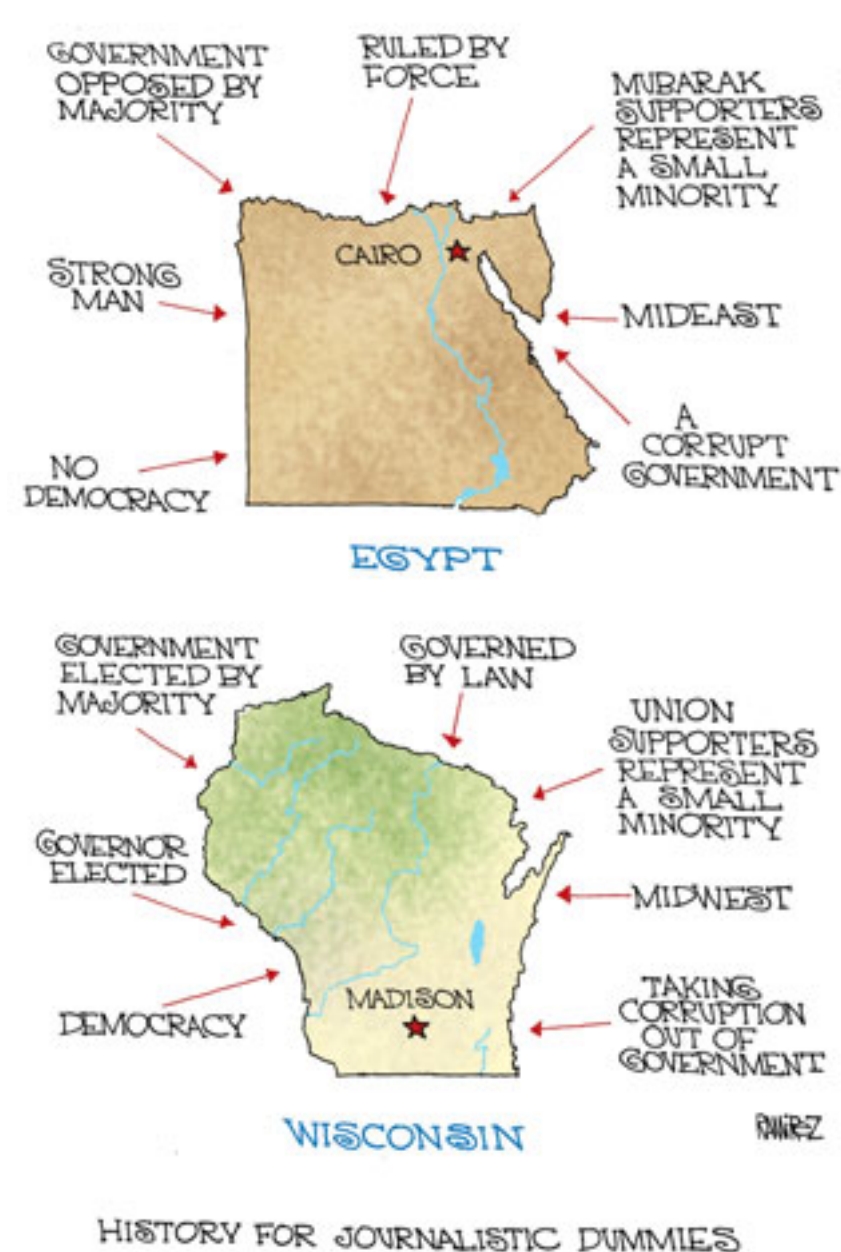 GOVERNMENT
OPPOSED BY
MAJORITY
RULED BY
FORCE
MUBARAK
SUPPORTERS
REPRESENT
A SMALL
MINORITY
CAIRO
STRONG
MAN
MIDEAST
A
CORRUPT
GOVERNMENT
NO
DEMOCRACY
EGYPT
GOVERNMENT
ELECTED BY
MAJORITY
GOVERNED
BY LAW
UNION
SUPPORTERS
REPRESENT
A SMALL
MINORITY
GOVERNOR
ELECTED
MIDWEST
DEMOCRACY
MADISON
TAKING
CORRUPTION
OUT OF
GOVERNMENT
WISCONSIN
RAMIREZ
HISTORY FOR JOURNALISTIC DUMMIES